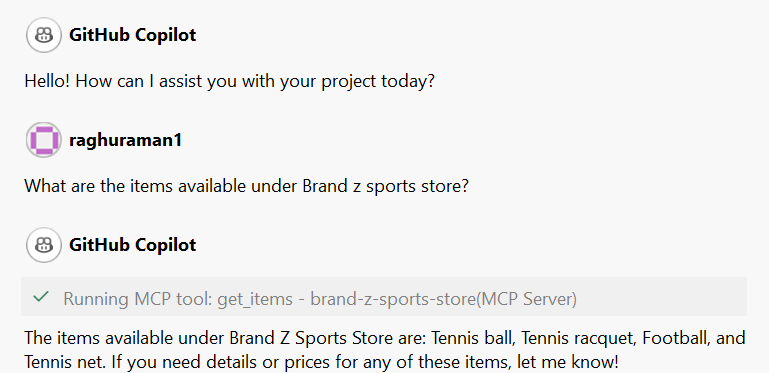 GitHub Copilot
Hello! How can I assist you with your project today?
raghuraman1
What are the items available under Brand z sports store?
GitHub Copilot
Running MCP tool: get_items - brand-z-sports-store(MCP Server)
The items available under Brand Z Sports Store are: Tennis ball, Tennis racquet, Football, and
Tennis net. If you need details or prices for any of these items, let me know!